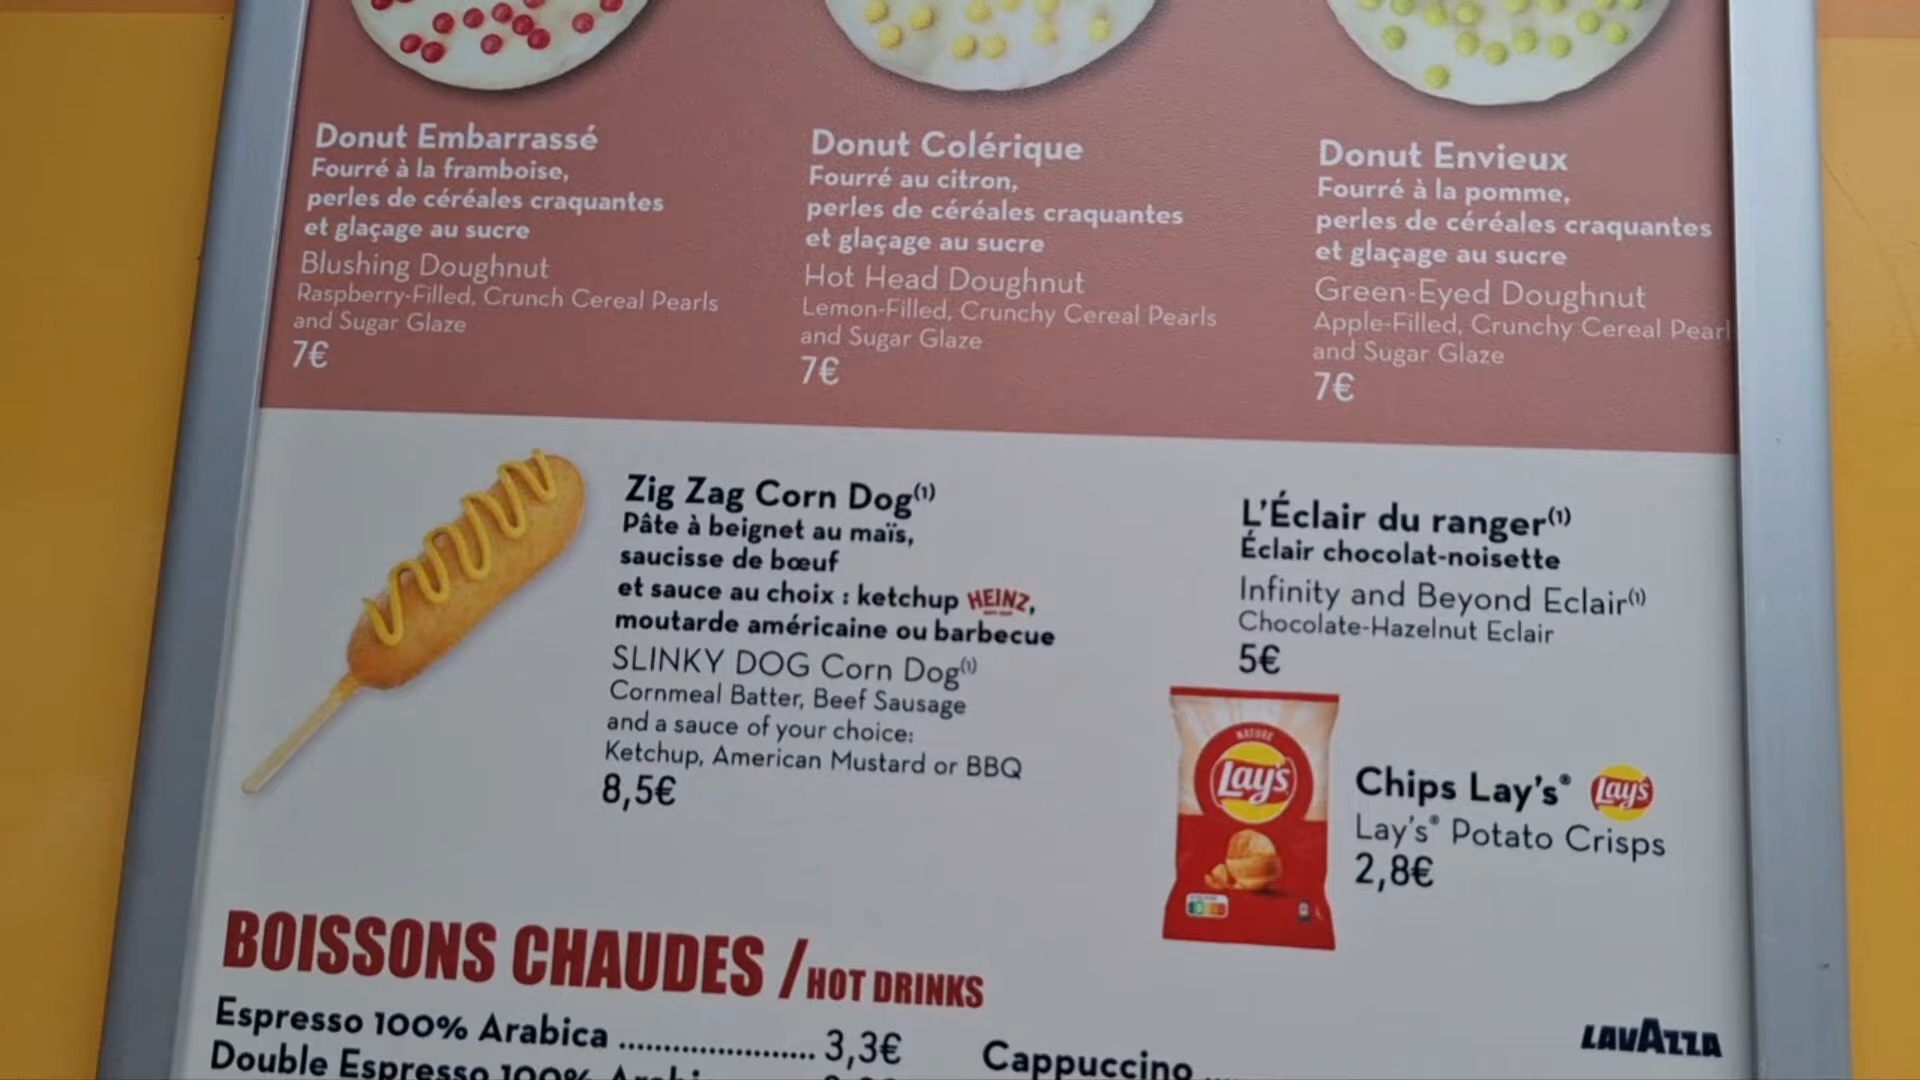 Donut Embarrassé
Fourré à la framboise,
perles de céréales craquantes
et glaçage au sucre
Blushing Doughnut
Raspberry-Filled, Crunch Cereal Pearls
and Sugar Glaze
7€
Donut Colérique
Fourré au citron,
perles de céréales craquantes
et glaçage au sucre
Hot Head Doughnut
Lemon-Filled, Crunchy Cereal Pearls
and Sugar Glaze
7€
Donut Envieux
Fourré à la pomme,
perles de céréales craquantes
et glaçage au sucre
Green-Eyed Doughnut
Apple-Filled, Crunchy Cereal Pearl
and Sugar Glaze
7€
Zig Zag Corn Dog(1)
Pâte à beignet au maïs,
saucisse de bœuf
et sauce au choix : ketchup HEINZ,
moutarde américaine ou barbecue
SLINKY DOG Corn Dog(1)
Cornmeal Batter, Beef Sausage
and a sauce of your choice:
Ketchup, American Mustard or BBQ
8,5€
L'Éclair du ranger(1)
Éclair chocolat-noisette
Infinity and Beyond Eclair(1)
Chocolate-Hazelnut Eclair
5€
NATURE
Lay's
Chips Lay's® Lay's
Lay's® Potato Crisps
2,8€
BOISSONS CHAUDES / HOT DRINKS
Espresso 100% Arabica .................... 3,3€
Double Espresso 100%
Cappuccino
LAVAZZA